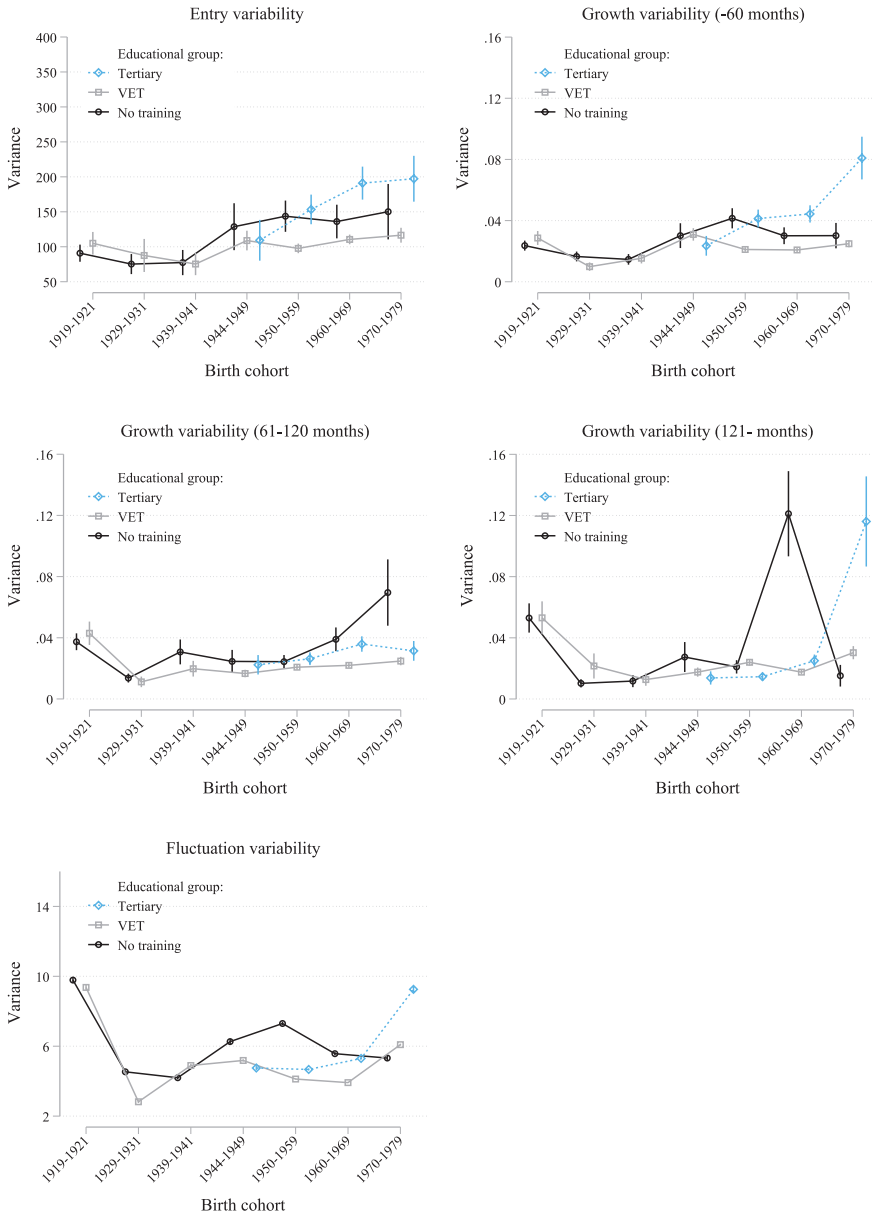 Entry variability
Variance
400
350
300
250
200
150
100
50
Educational group:
Tertiary
VET
No training
1919-1921
1929-1931
1939-1941
1944-1949
1950-1959
1960-1969
1970-1979
Birth cohort
Growth variability (-60 months)
Variance
.16
.12
.08
.04
0
Educational group:
Tertiary
VET
No training
1919-1921
1929-1931
1939-1941
1944-1949
1950-1959
1960-1969
1970-1979
Birth cohort
Growth variability (61-120 months)
Variance
.16
.12
.08
.04
0
Educational group:
Tertiary
VET
No training
1919-1921
1929-1931
1939-1941
1944-1949
1950-1959
1960-1969
1970-1979
Birth cohort
Growth variability (121- months)
Variance
.16
.12
.08
.04
0
Educational group:
Tertiary
VET
No training
1919-1921
1929-1931
1939-1941
1944-1949
1950-1959
1960-1969
1970-1979
Birth cohort
Fluctuation variability
Variance
14
10
6
2
Educational group:
Tertiary
VET
No training
1919-1921
1929-1931
1939-1941
1944-1949
1950-1959
1960-1969
1970-1979
Birth cohort